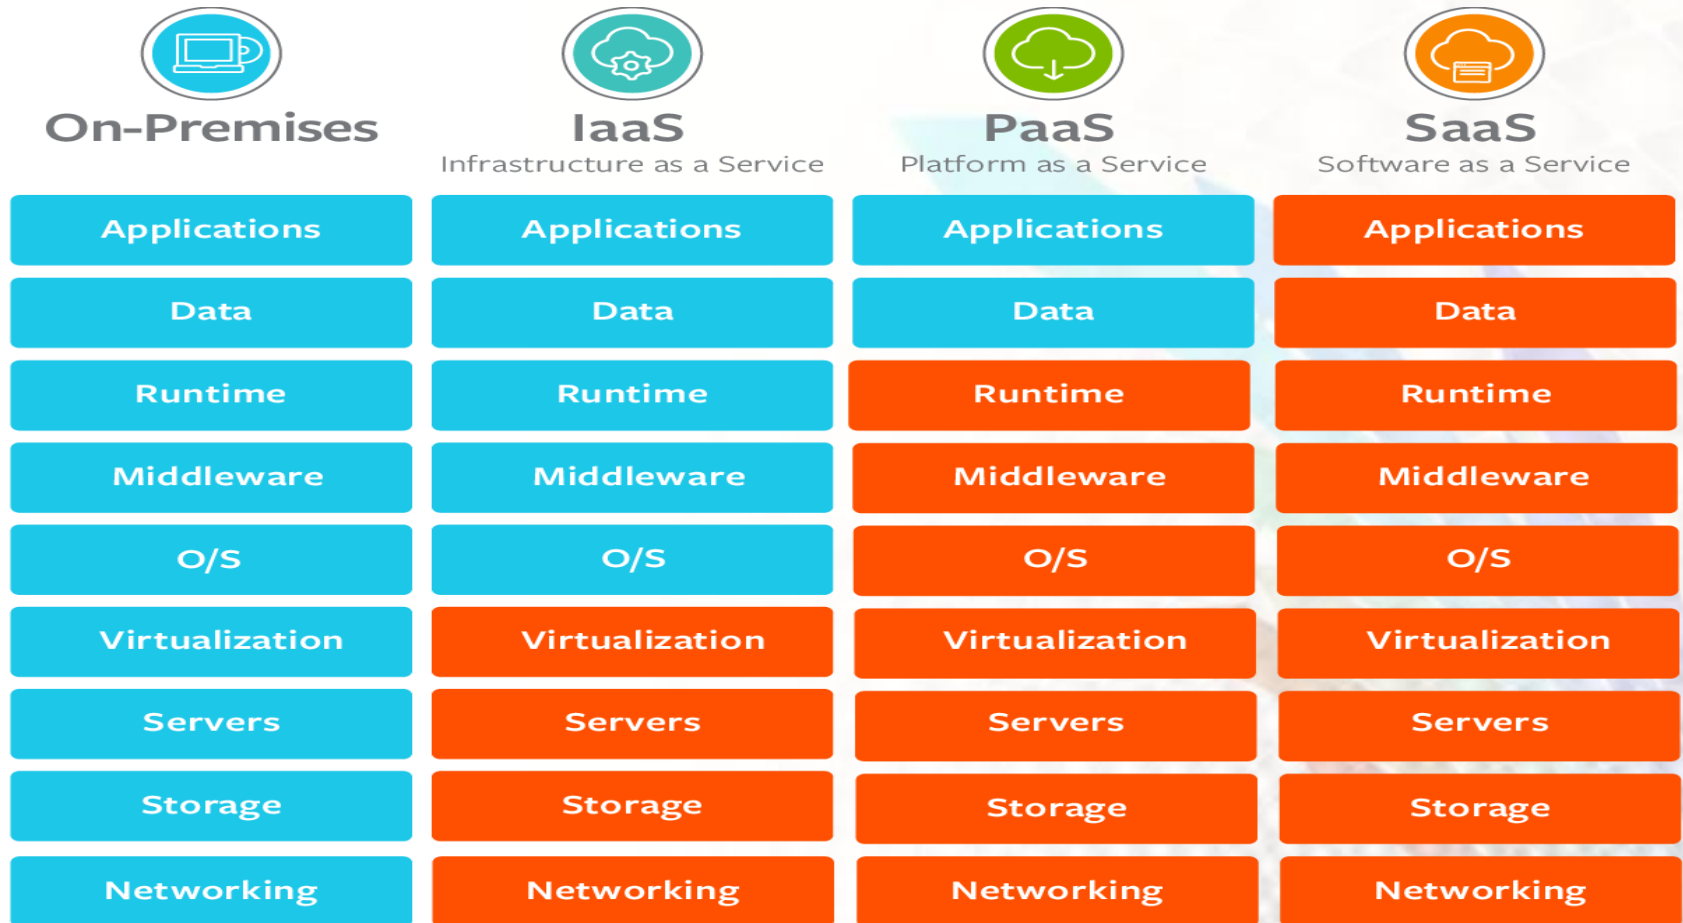 On-Premises IaaS PaaS SaaS
Infrastructure as a Service Platform as a Service Software as a Service
Applications Applications Applications Applications
Data Data Data Data
Runtime Runtime Runtime Runtime
Middleware Middleware Middleware Middleware
O/S O/S O/S O/S
Virtualization Virtualization Virtualization Virtualization
Servers Servers Servers Servers
Storage Storage Storage Storage
Networking Networking Networking Networking